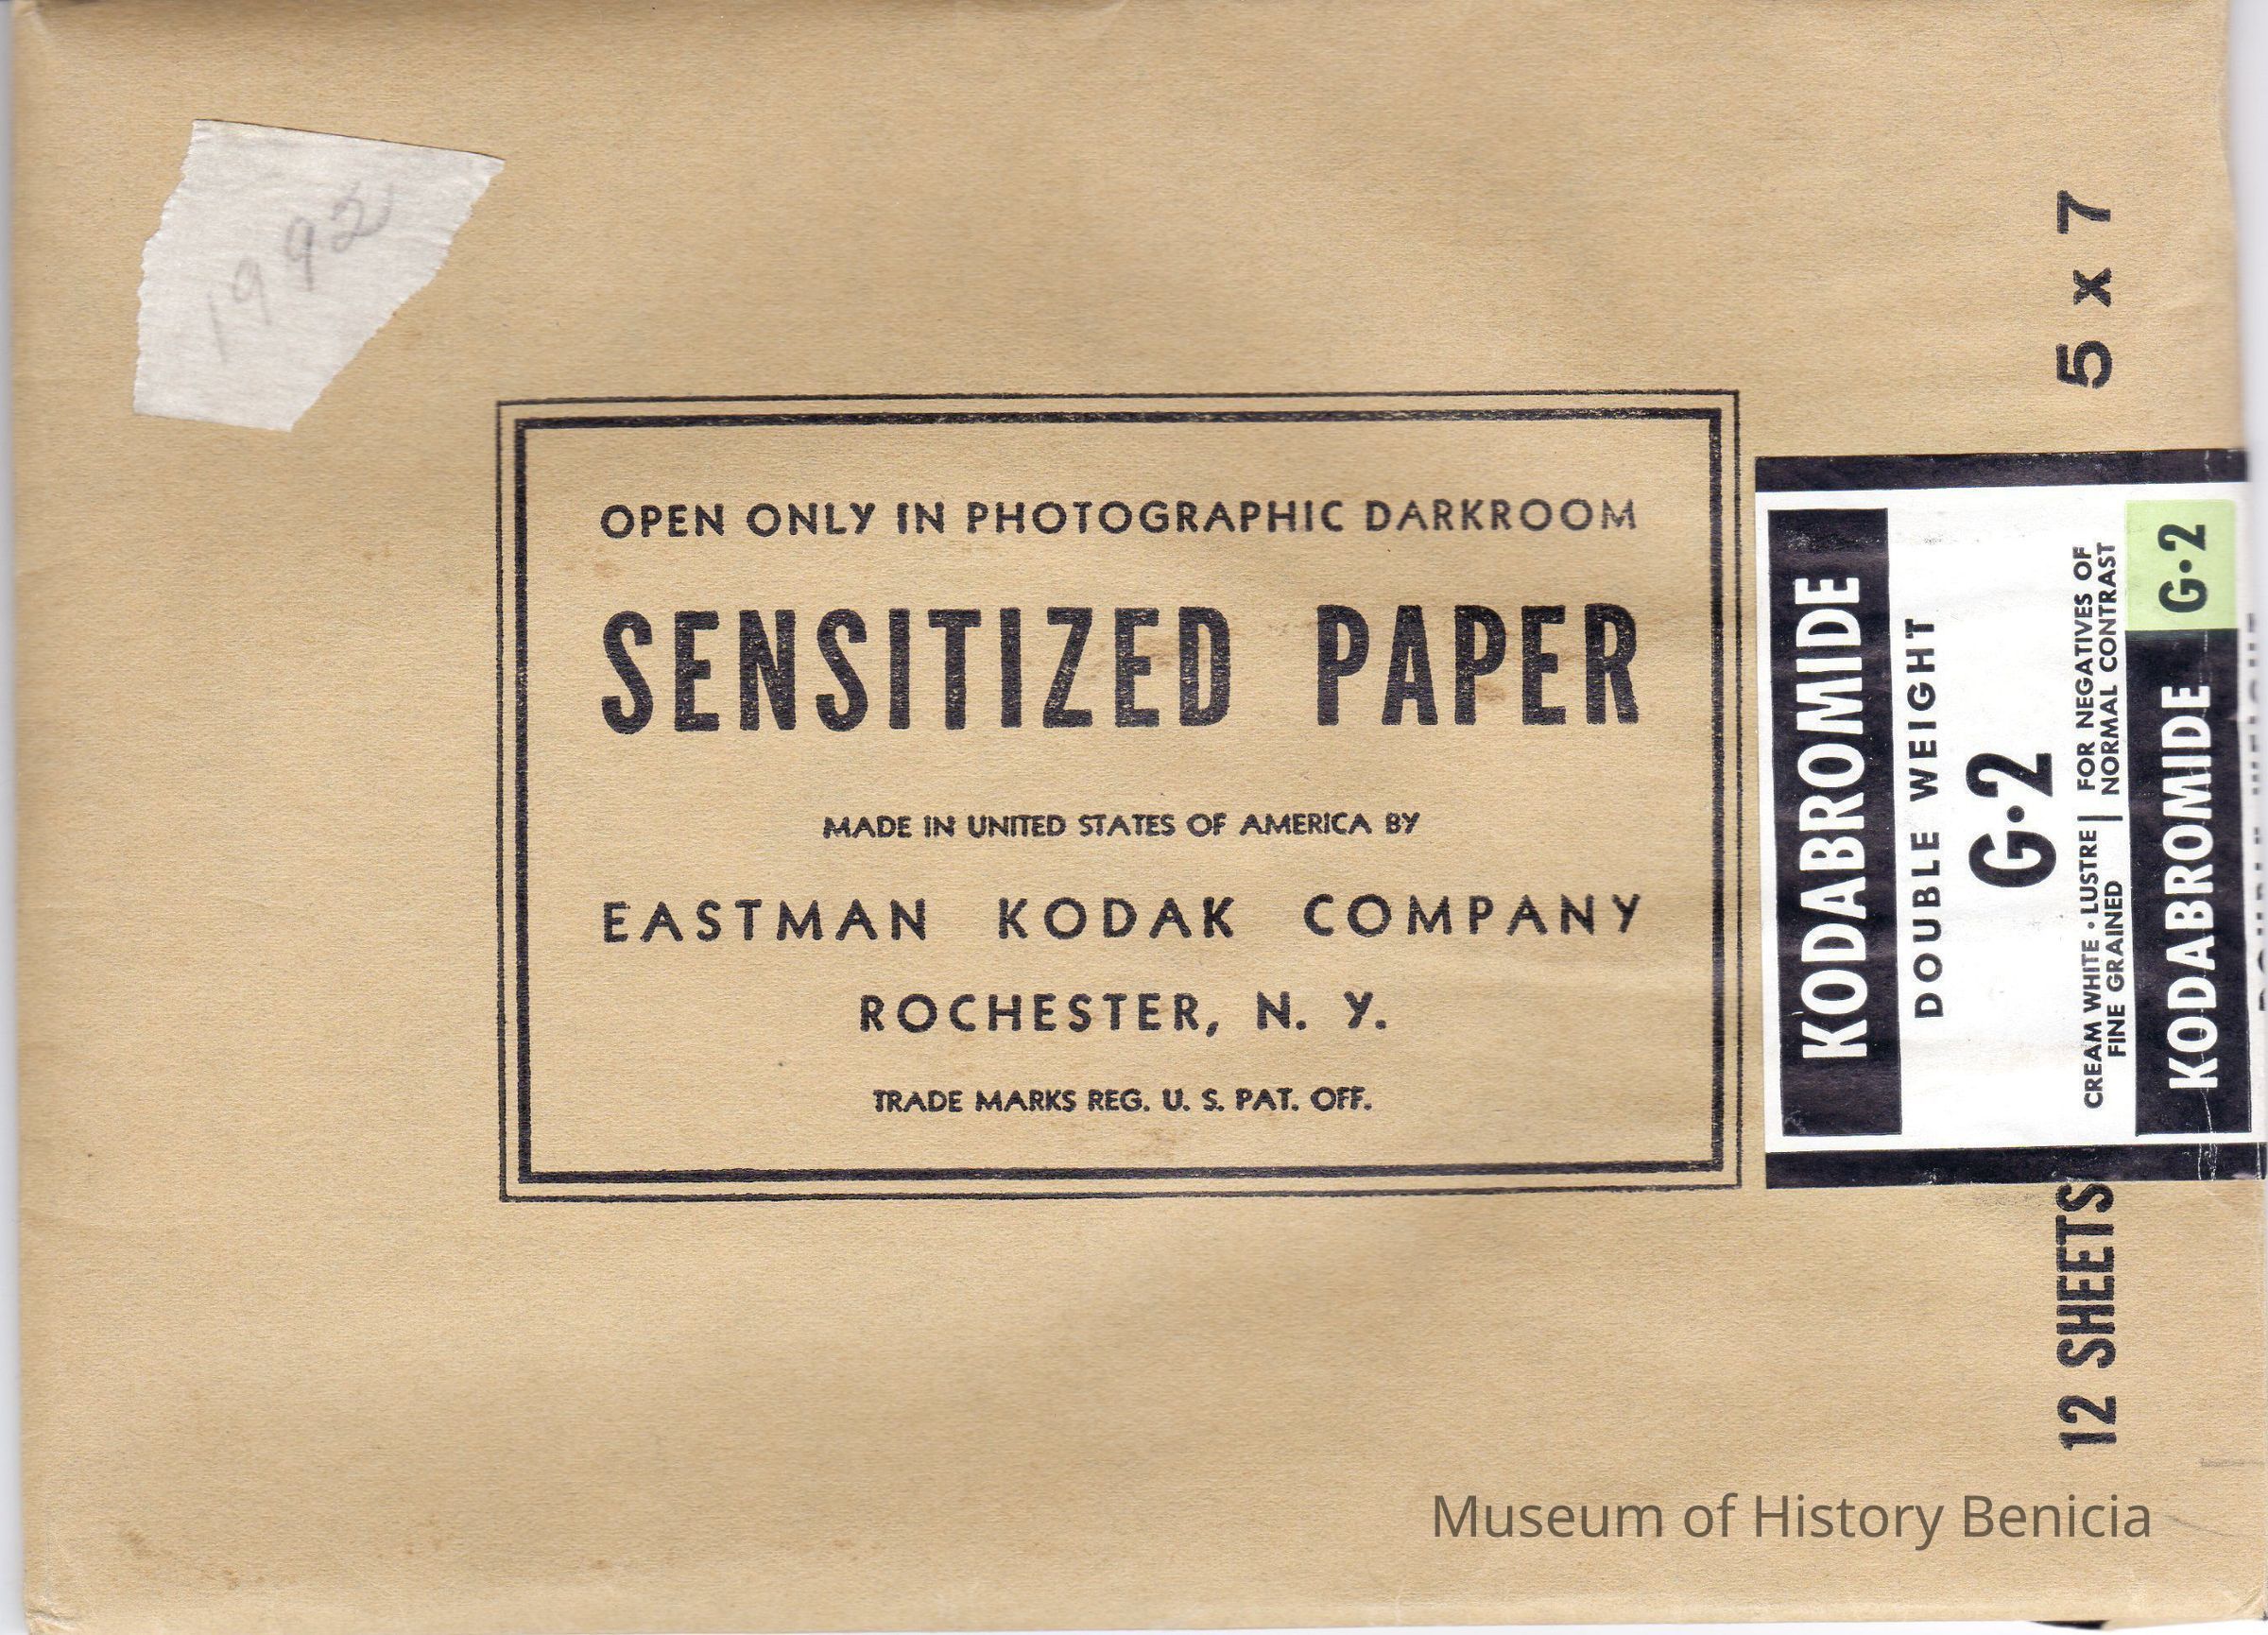 1992
OPEN ONLY IN PHOTOGRAPHIC DARKROOM
SENSITIZED PAPER
MADE IN UNITED STATES OF AMERICA BY
EASTMAN KODAK COMPANY
ROCHESTER, N. Y.
TRADE MARKS REG. U. S. PAT. OFF.
12 SHEETS
5 x 7
KODABROMIDE
DOUBLE WEIGHT
G•2
CREAM WHITE • LUSTRE
FINE GRAINED
FOR NEGATIVES OF
NORMAL CONTRAST
KODABROMIDE G•2
Museum of History Benicia